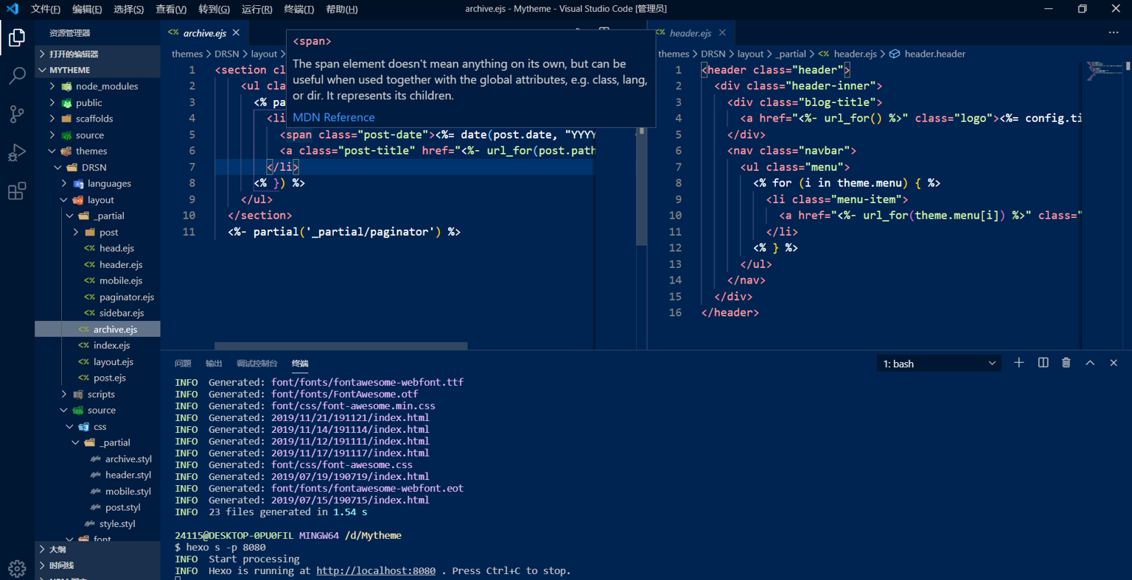 文件(F) 编辑(E) 选择(S) 查看(V) 转到(G) 运行(R) 终端(T) 帮助(H) archive.ejs - Mytheme - Visual Studio Code [管理员]
资源管理器
打开的编辑器
MYTHEME
node_modules
public
scaffolds
source
themes
DRSN
languages
layout
_partial
post
head.ejs
header.ejs
mobile.ejs
paginator.ejs
sidebar.ejs
archive.ejs
index.ejs
layout.ejs
post.ejs
scripts
source
css
_partial
archive.styl
header.styl
mobile.styl
post.styl
style.styl
font
大纲
时间线
archive.ejs
themes > DRSN > layout >
<span>
The span element doesn't mean anything on its own, but can be
useful when used together with the global attributes, e.g. class, lang,
or dir. It represents its children.
MDN Reference
1 <section cl
2 <ul cla
3 <% pa
4 <li
5 <span class="post-date"><%= date(post.date, "YYYY
6 <a class="post-title" href="<%- url_for(post.path
7 </li>
8 <% }) %>
9 </ul>
10 </section>
11 <%- partial('_partial/paginator') %>
header.ejs
themes > DRSN > layout > _partial > header.ejs > header.header
1 <header class="header">
2 <div class="header-inner">
3 <div class="blog-title">
4 <a href="<%- url_for() %>" class="logo"><%= config.ti
5 </div>
6 <nav class="navbar">
7 <ul class="menu">
8 <% for (i in theme.menu) { %>
9 <li class="menu-item">
10 <a href="<%- url_for(theme.menu[i]) %>" class="
11 </li>
12 <% } %>
13 </ul>
14 </nav>
15 </div>
16 </header>
问题 输出 调试控制台 终端 1: bash
INFO Generated: font/fonts/fontawesome-webfont.ttf
INFO Generated: font/fonts/FontAwesome.otf
INFO Generated: font/css/font-awesome.min.css
INFO Generated: 2019/11/21/191121/index.html
INFO Generated: 2019/11/14/191114/index.html
INFO Generated: 2019/11/12/191111/index.html
INFO Generated: 2019/11/17/191117/index.html
INFO Generated: font/css/font-awesome.css
INFO Generated: 2019/07/19/190719/index.html
INFO Generated: font/fonts/fontawesome-webfont.eot
INFO Generated: 2019/07/15/190715/index.html
INFO 23 files generated in 1.54 s
24115@DESKTOP-0PU0FIL MINGW64 /d/Mytheme
$ hexo s -p 8080
INFO Start processing
INFO Hexo is running at http://localhost:8080 . Press Ctrl+C to stop.